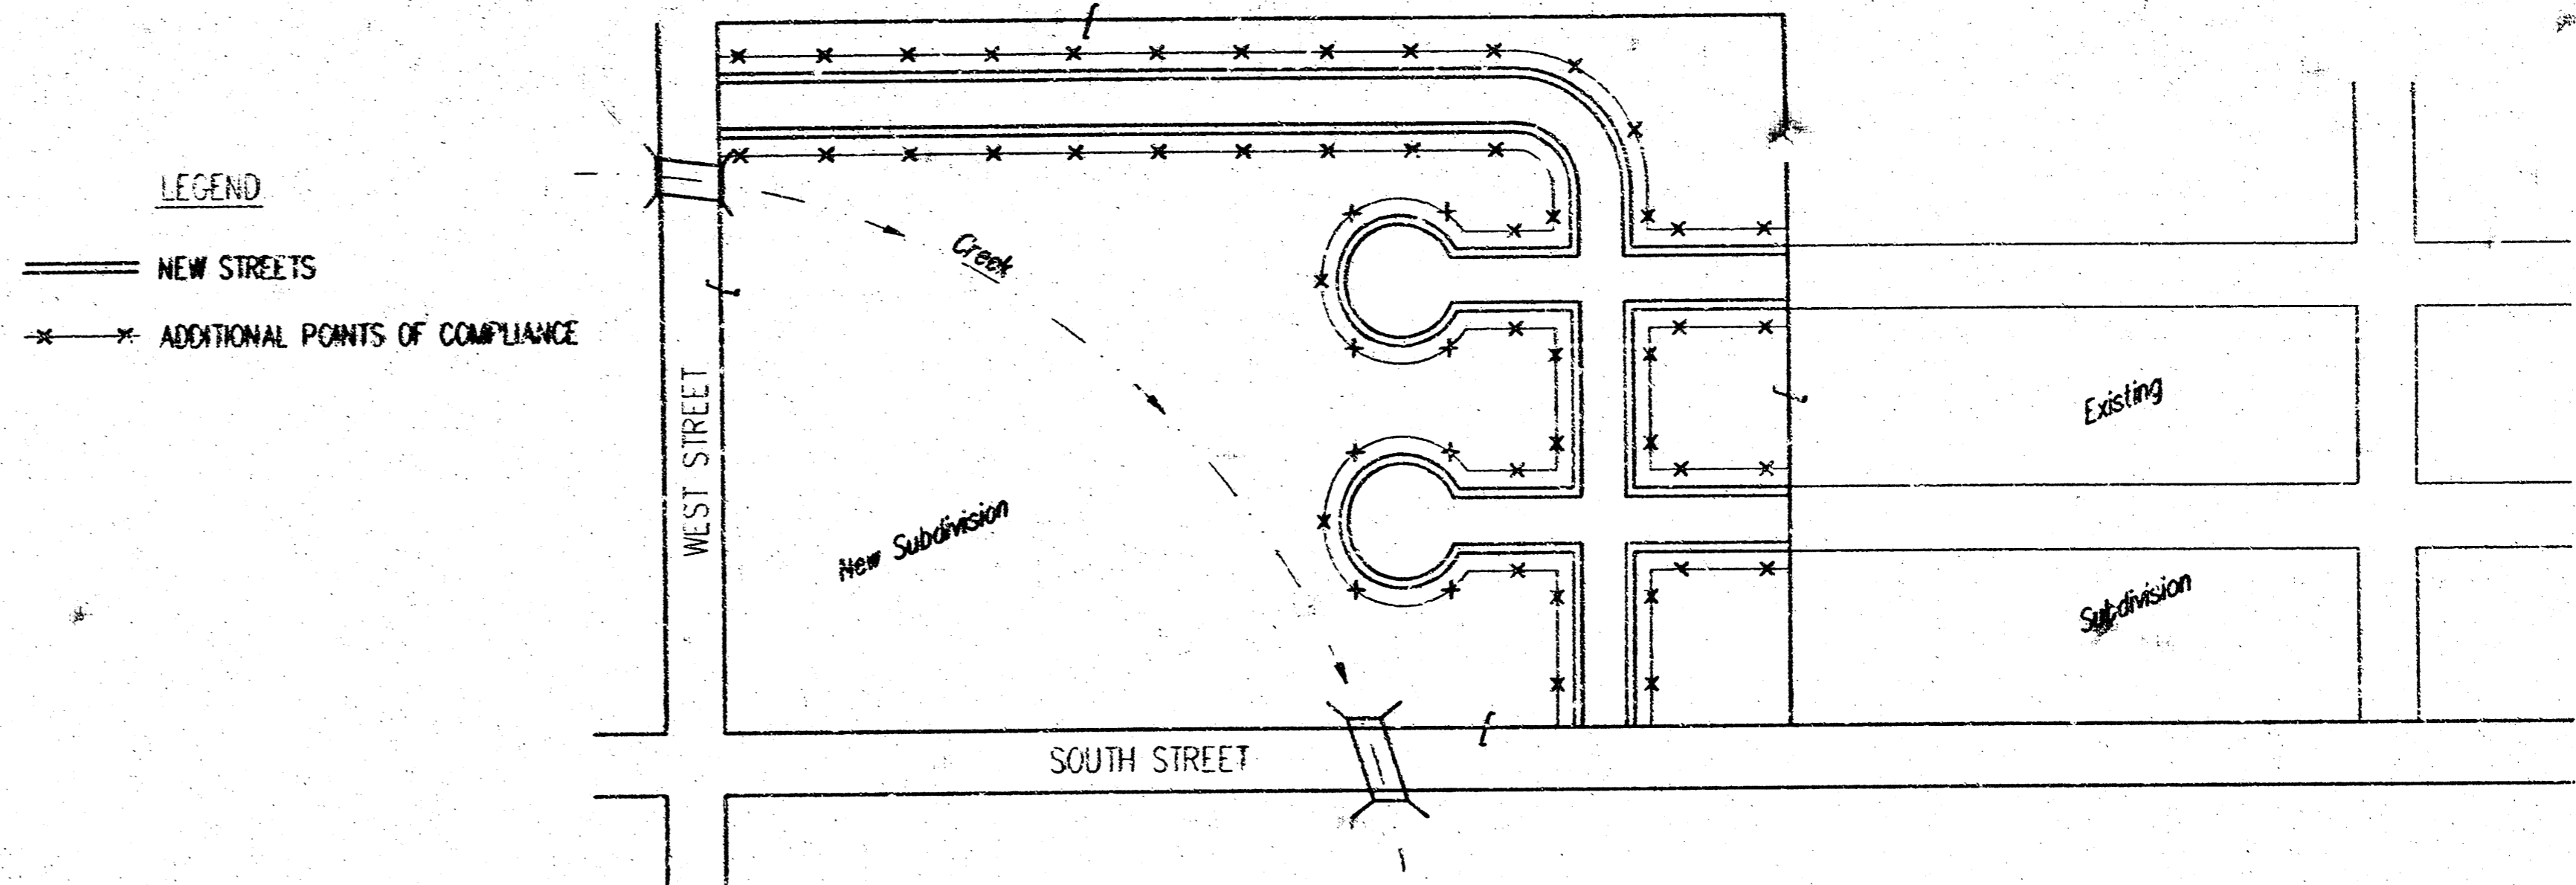 LEGEND
NEW STREETS
ADDITIONAL POINTS OF COMPLIANCE
Creek
WEST STREET
New Subdivision
Existing
Subdivision
SOUTH STREET